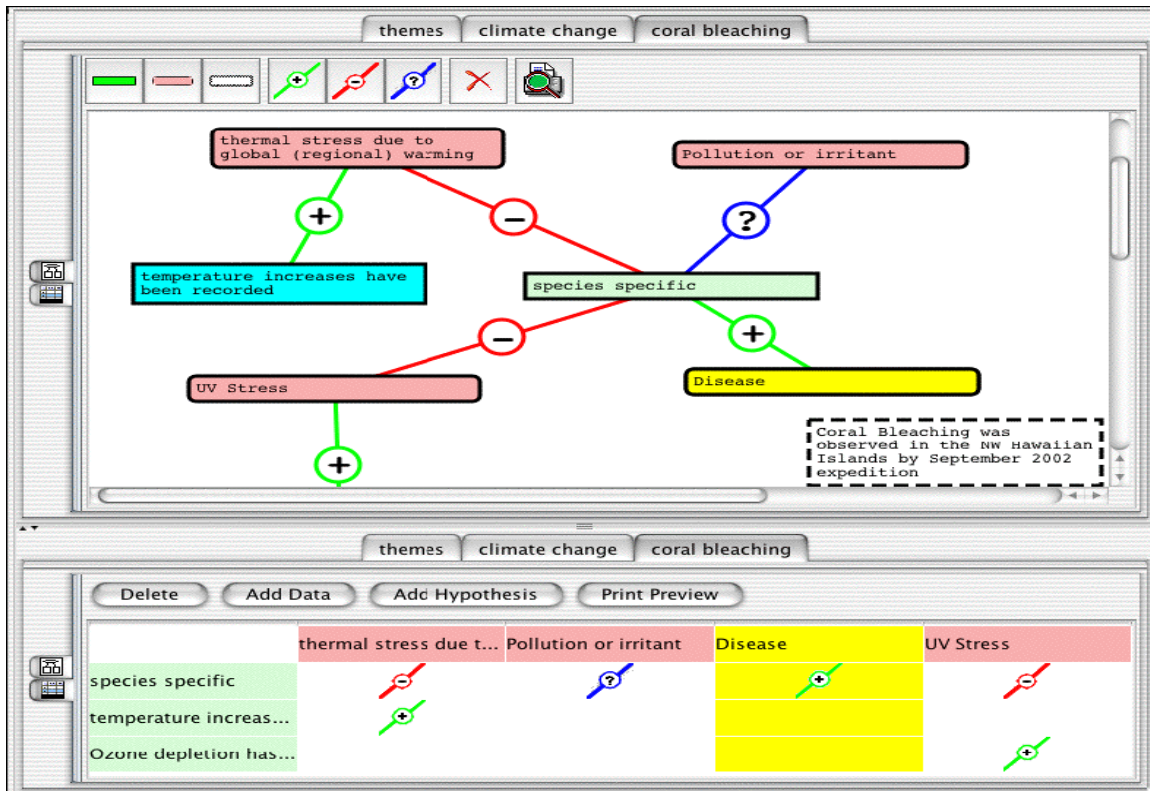 themes climate change coral bleaching
+ − ?
thermal stress due to
global (regional) warming
Pollution or irritant
+
−
?
temperature increases have
been recorded
species specific
−
+
UV Stress
Disease
+
Coral Bleaching was
observed in the NW Hawaiian
Islands by September 2002
expedition
themes climate change coral bleaching
Delete Add Data Add Hypothesis Print Preview
thermal stress due t... Pollution or irritant Disease UV Stress
species specific − ? + −
temperature increas... +
Ozone depletion has... +